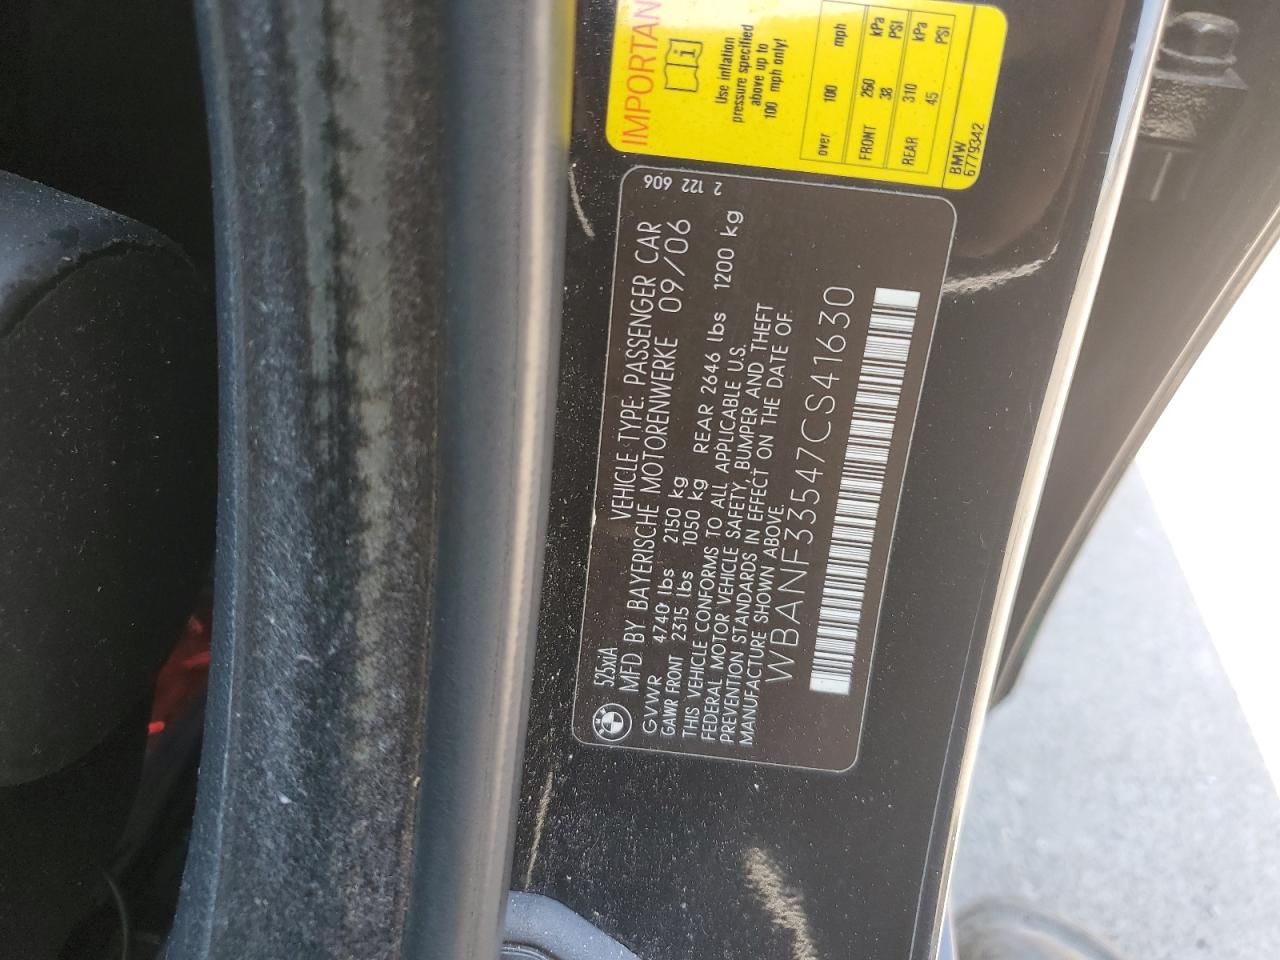 IMPORTAN
Use inflation
pressure specified
above up to
100 mph only!
over 100 mph
FRONT 260 kPa
38 PSI
REAR 310 kPa
45 PSI
BMW
6779342
2 122 606
525xiA VEHICLE TYPE: PASSENGER CAR
MFD. BY BAYERISCHE MOTORENWERKE 09/06
GVWR 4740 lbs 2150 kg
GAWR FRONT 2315 lbs 1050 kg REAR 2646 lbs 1200 kg
THIS VEHICLE CONFORMS TO ALL APPLICABLE U.S.
FEDERAL MOTOR VEHICLE SAFETY, BUMPER AND THEFT
PREVENTION STANDARDS IN EFFECT ON THE DATE OF
MANUFACTURE SHOWN ABOVE.
WBANF33547CS41630